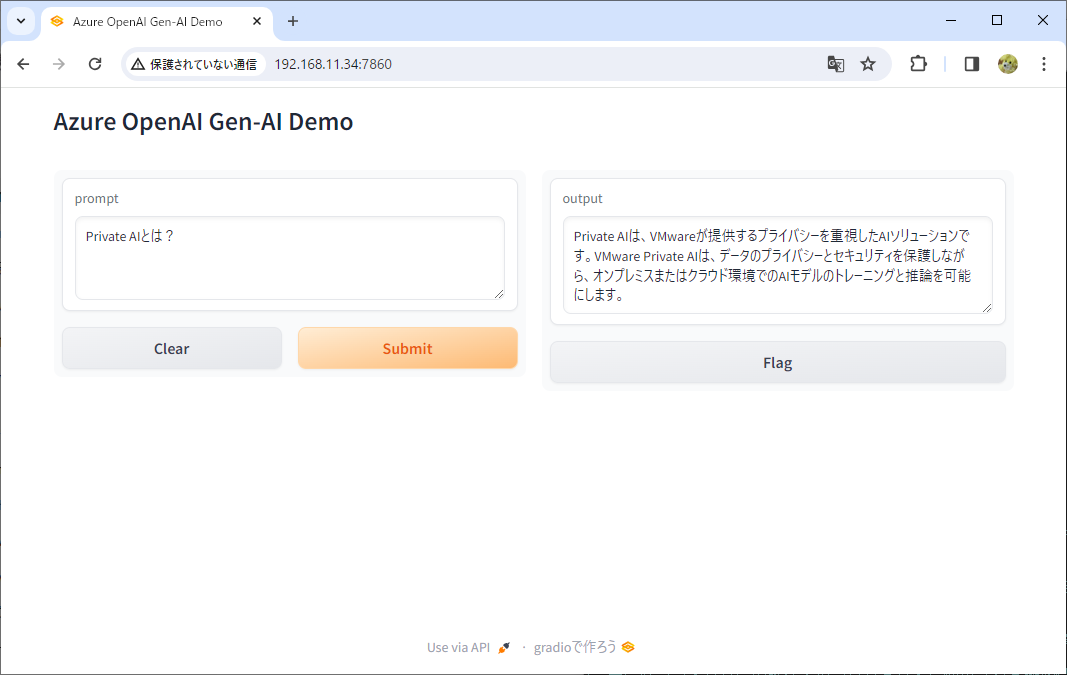 Azure OpenAI Gen-AI Demo
保護されていない通信
192.168.11.34:7860
Azure OpenAI Gen-AI Demo
prompt
Private AIとは？
Clear
Submit
output
Private AIは、VMwareが提供するプライバシーを重視したAIソリューションで
す。VMware Private AIは、データのプライバシーとセキュリティを保護しなが
ら、オンプレミスまたはクラウド環境でのAIモデルのトレーニングと推論を可能
にします。
Flag
Use via API
·
gradioで作ろう